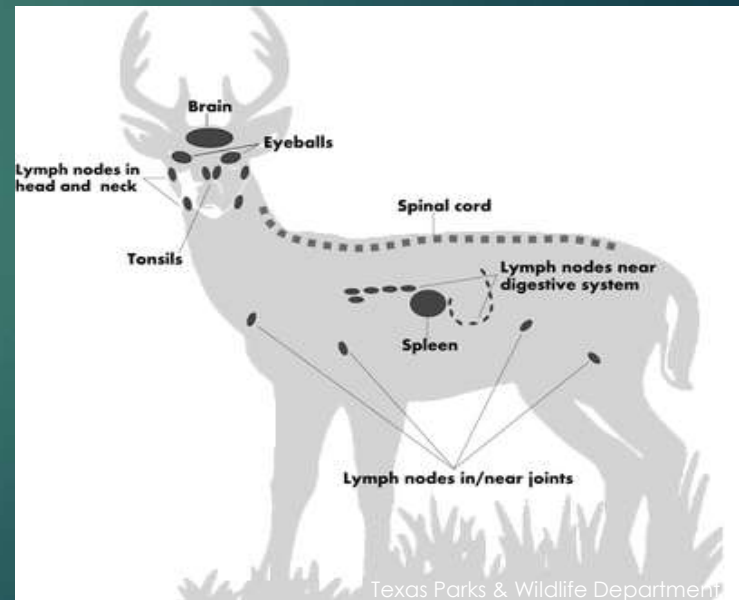 Brain
Eyeballs
Lymph nodes in
head and neck
Spinal cord
Tonsils
Lymph nodes near
digestive system
Spleen
Lymph nodes in/near joints
Texas Parks & Wildlife Department